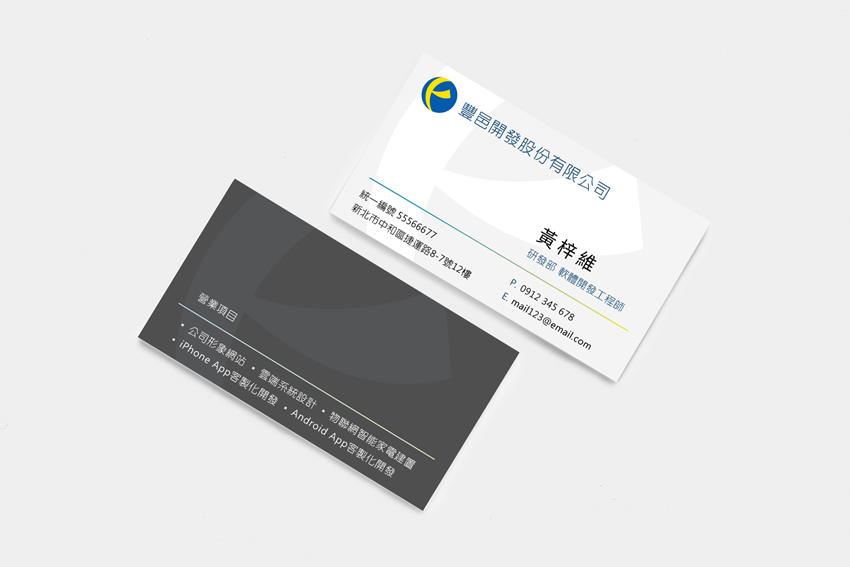 豐邑開發股份有限公司
統一編號 55566677
新北市中和區捷運路8-7號12樓
黃梓維
研發部 軟體開發工程師
P. 0912 345 678
E. mail123@email.com
營業項目
• 公司形象網站 • 雲端系統設計 • 物聯網智能家電建置
• iPhone App客製化開發 • Android App客製化開發